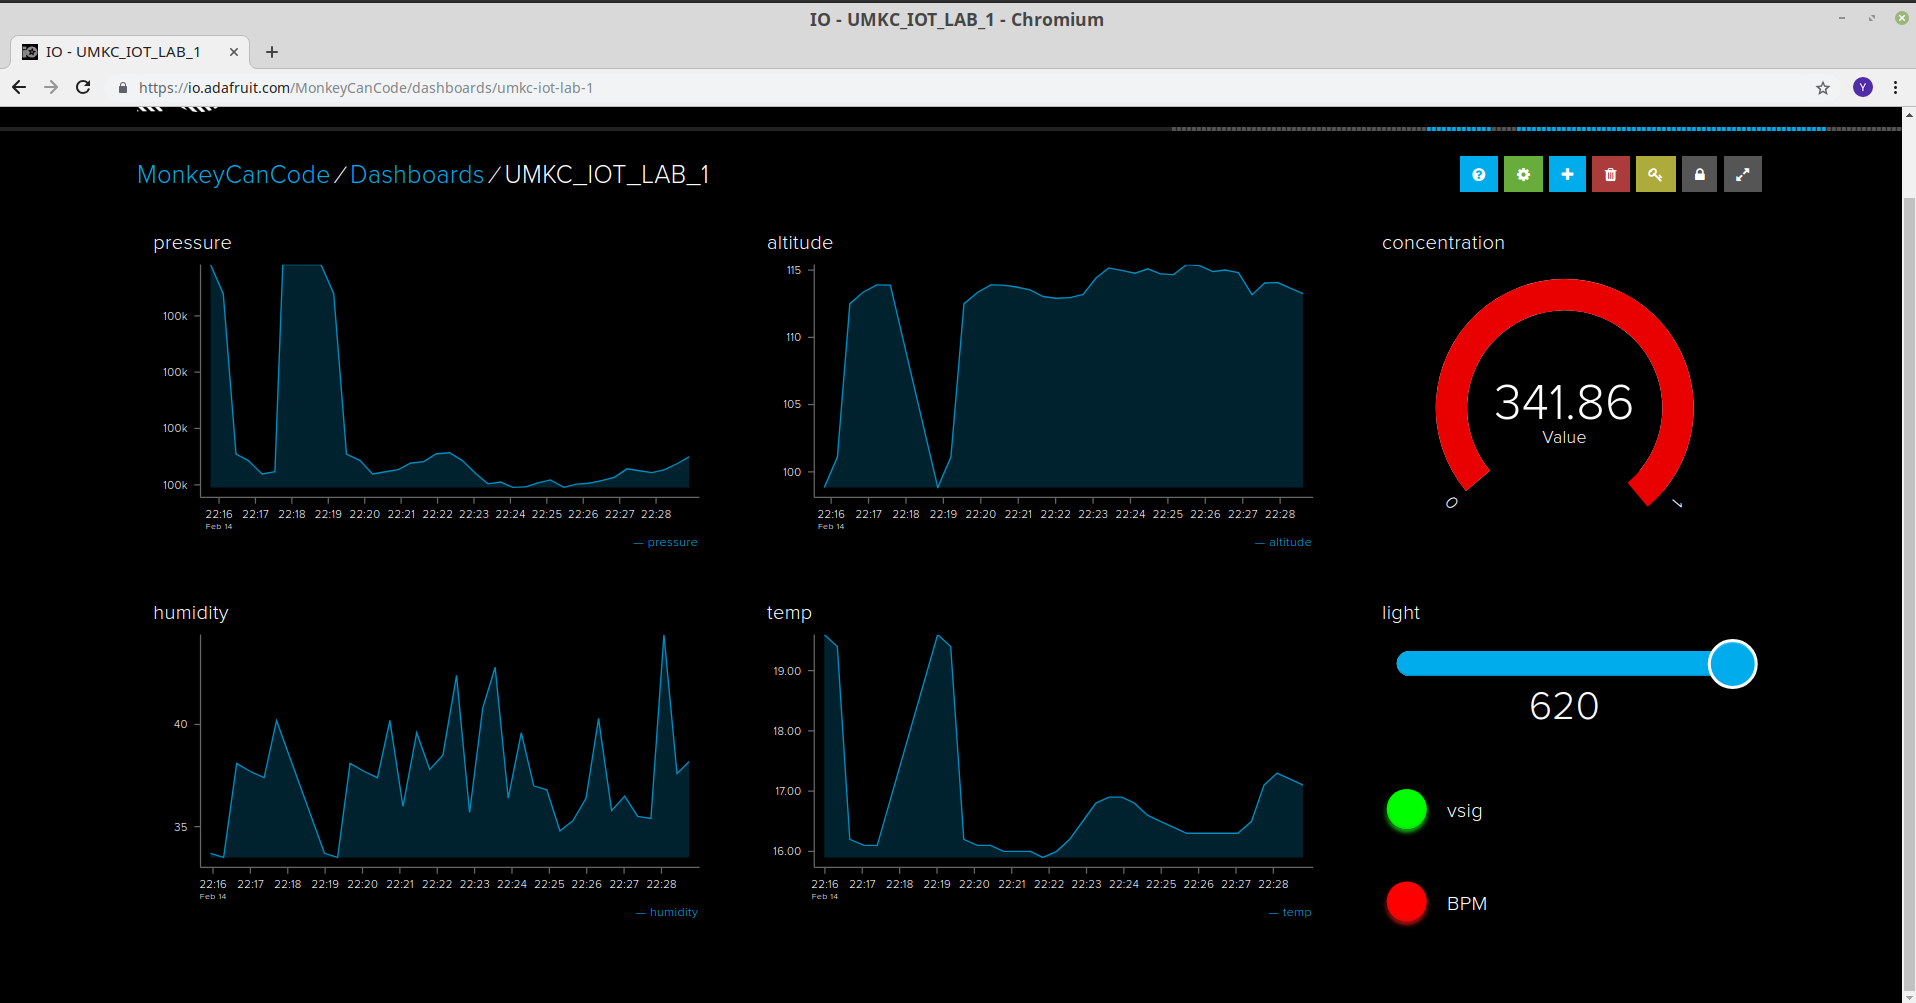 IO - UMKC_IOT_LAB_1 - Chromium
IO - UMKC_IOT_LAB_1
https://io.adafruit.com/MonkeyCanCode/dashboards/umkc-iot-lab-1
Y
MonkeyCanCode / Dashboards / UMKC_IOT_LAB_1
pressure
100k
100k
100k
100k
22:16 22:17 22:18 22:19 22:20 22:21 22:22 22:23 22:24 22:25 22:26 22:27 22:28
Feb 14
— pressure
altitude
115
110
105
100
22:16 22:17 22:18 22:19 22:20 22:21 22:22 22:23 22:24 22:25 22:26 22:27 22:28
Feb 14
— altitude
concentration
341.86
Value
0 1
humidity
40
35
22:16 22:17 22:18 22:19 22:20 22:21 22:22 22:23 22:24 22:25 22:26 22:27 22:28
Feb 14
— humidity
temp
19.00
18.00
17.00
16.00
22:16 22:17 22:18 22:19 22:20 22:21 22:22 22:23 22:24 22:25 22:26 22:27 22:28
Feb 14
— temp
light
620
vsig
BPM